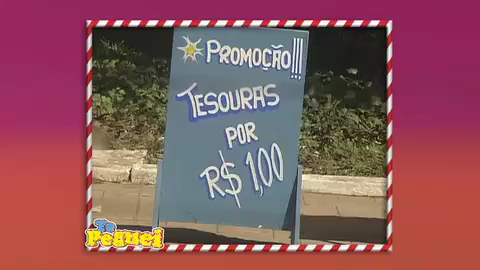 PROMOÇÃO!!!
TESOURAS
POR
R$ 1,00
Te
Peguei